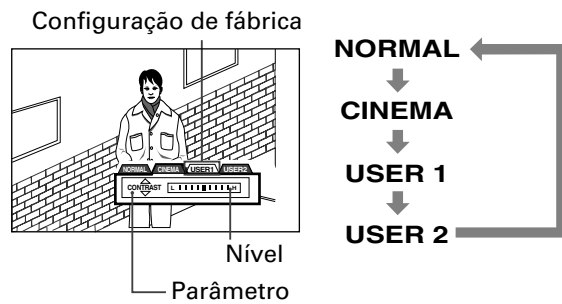 Configuração de fábrica
NORMAL CINEMA USER1 USER2
CONTRAST L H
Nível
Parâmetro
NORMAL
CINEMA
USER 1
USER 2